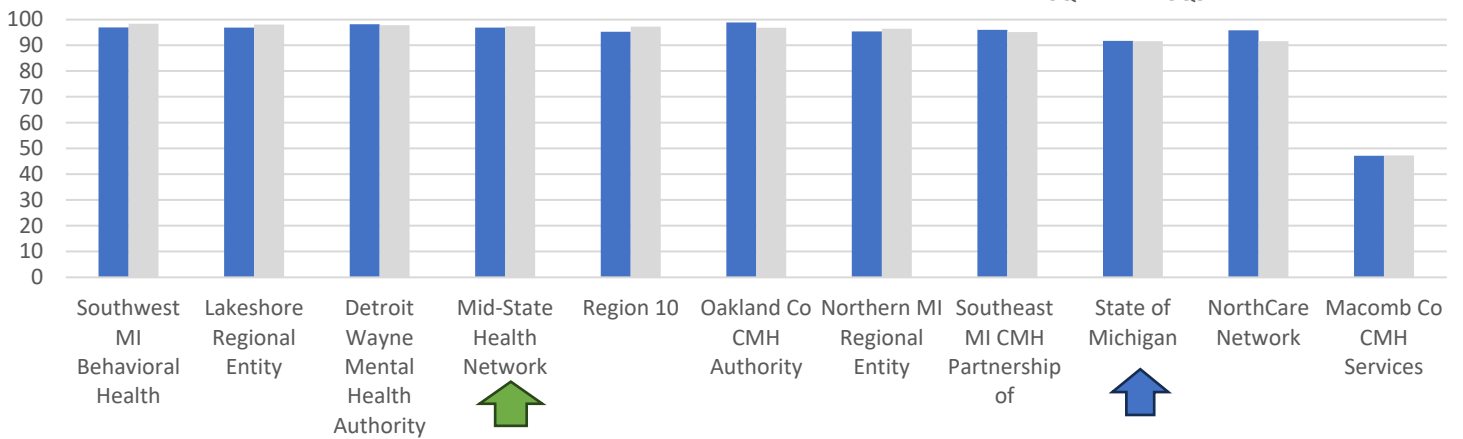 100
90
80
70
60
50
40
30
20
10
0
Southwest
MI
Behavioral
Health
Lakeshore
Regional
Entity
Detroit
Wayne
Mental
Health
Authority
Mid-State
Health
Network
Region 10
Oakland Co
CMH
Authority
Northern MI
Regional
Entity
Southeast
MI CMH
Partnership
of
State of
Michigan
NorthCare
Network
Macomb Co
CMH
Services